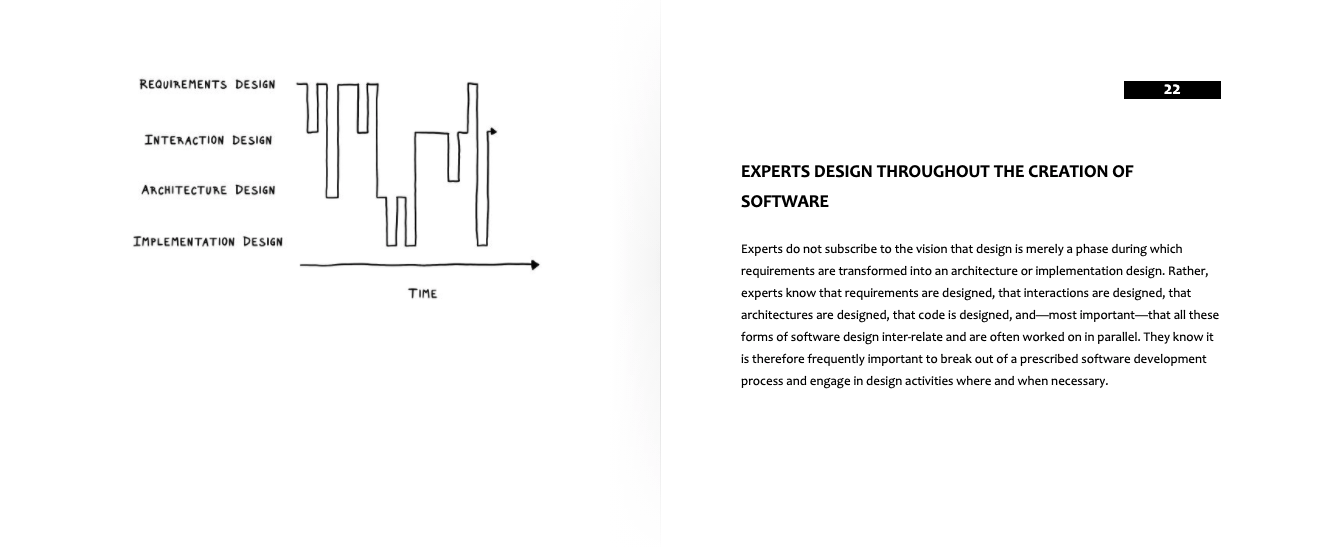 REQUIREMENTS DESIGN
INTERACTION DESIGN
ARCHITECTURE DESIGN
IMPLEMENTATION DESIGN
TIME
22
EXPERTS DESIGN THROUGHOUT THE CREATION OF
SOFTWARE
Experts do not subscribe to the vision that design is merely a phase during which
requirements are transformed into an architecture or implementation design. Rather,
experts know that requirements are designed, that interactions are designed, that
architectures are designed, that code is designed, and—most important—that all these
forms of software design inter-relate and are often worked on in parallel. They know it
is therefore frequently important to break out of a prescribed software development
process and engage in design activities where and when necessary.